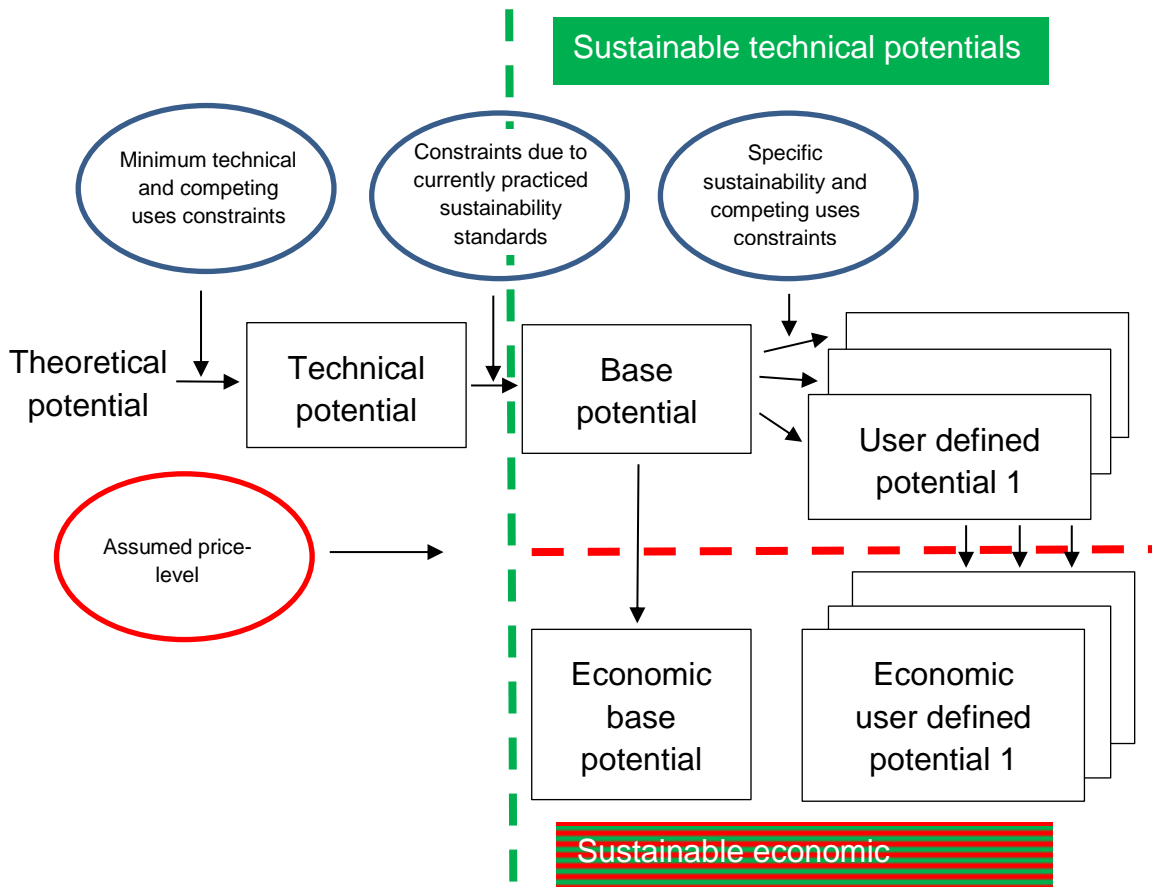 Sustainable technical potentials
Minimum technical
and competing
uses constraints
Constraints due to
currently practiced
sustainability
standards
Specific
sustainability and
competing uses
constraints
Theoretical
potential
Technical
potential
Base
potential
User defined
potential 1
Assumed price-
level
Economic
base
potential
Economic
user defined
potential 1
Sustainable economic